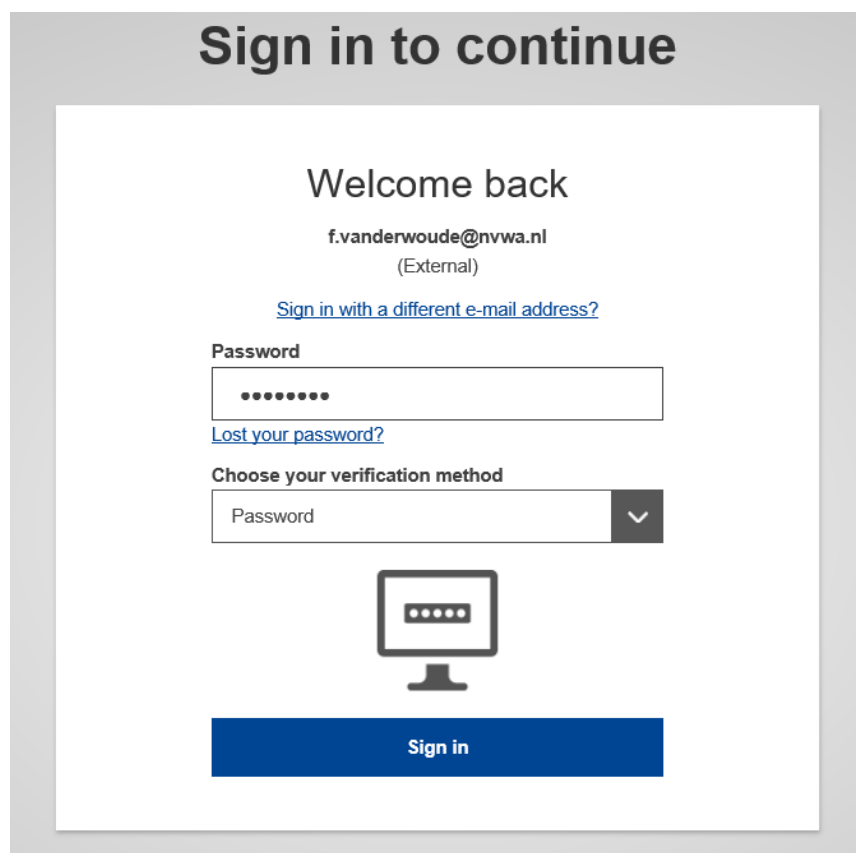 Sign in to continue
Welcome back
f.vanderwoude@nvwa.nl
(External)
Sign in with a different e-mail address?
Password
••••••••
Lost your password?
Choose your verification method
Password
Sign in